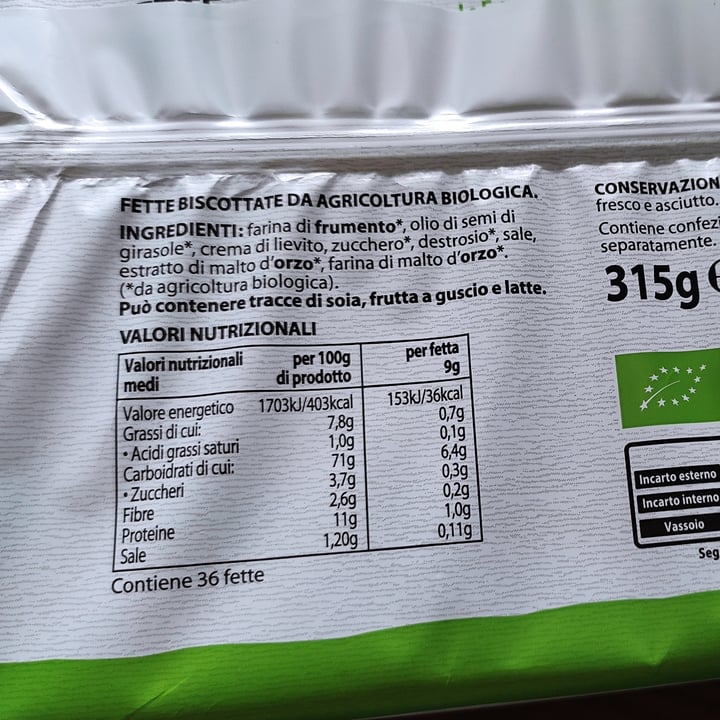 FETTE BISCOTTATE DA AGRICOLTURA BIOLOGICA.
INGREDIENTI: farina di frumento*, olio di semi di
girasole*, crema di lievito, zucchero*, destrosio*, sale,
estratto di malto d'orzo*, farina di malto d'orzo*.
(*da agricoltura biologica).
Può contenere tracce di soia, frutta a guscio e latte.
VALORI NUTRIZIONALI
Valori nutrizionali per 100g per fetta
medi di prodotto 9g
Valore energetico 1703kJ/403kcal 153kJ/36kcal
Grassi di cui: 7,8g 0,7g
• Acidi grassi saturi 1,0g 0,1g
Carboidrati di cui: 71g 6,4g
• Zuccheri 3,7g 0,3g
Fibre 2,6g 0,2g
Proteine 11g 1,0g
Sale 1,20g 0,11g
Contiene 36 fette
CONSERVAZION
fresco e asciutto.
Contiene confez
separatamente.
315g
Incarto esterno
Incarto interno
Vassoio
Seg